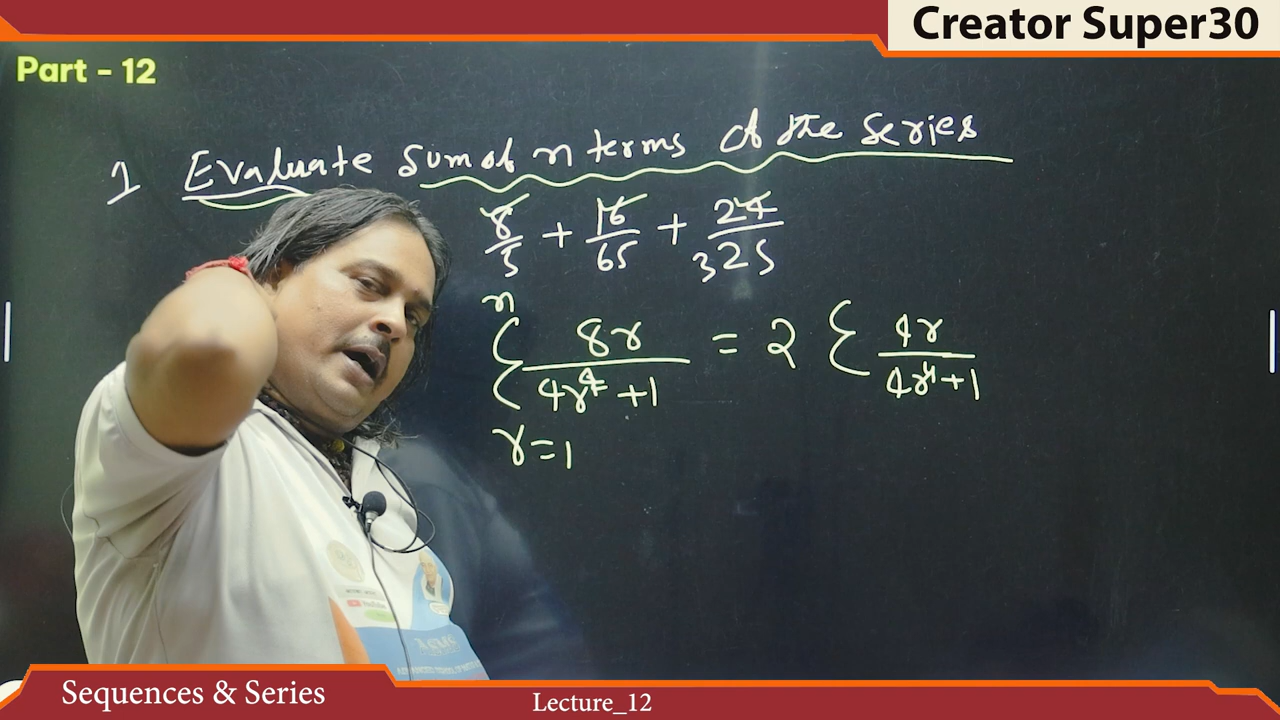 Creator Super30
Part - 12
1 Evaluate Sum of n terms of the series
8/5 + 16/65 + 24/325
n
Σ 8r/4r⁴+1 = 2 Σ 4r/4r⁴+1
r=1
YouTube
Sequences & Series
Lecture_12